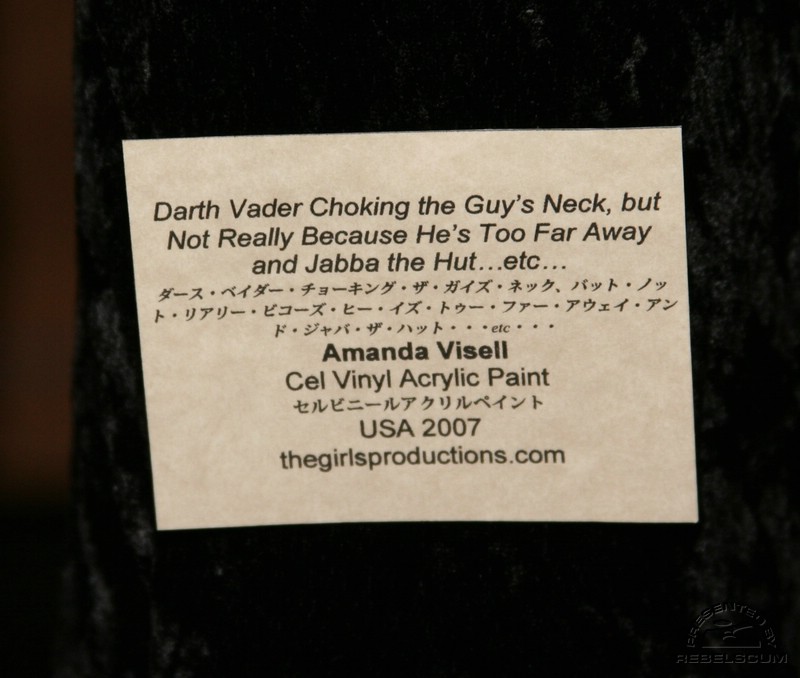 Darth Vader Choking the Guy's Neck, but
Not Really Because He's Too Far Away
and Jabba the Hut...etc...
ダース・ベイダー・チョーキング・ザ・ガイズ・ネック、バット・ノッ
ト・リアリー・ビコーズ・ヒー・イズ・トゥー・ファー・アウェイ・アン
ド・ジャバ・ザ・ハット・・・etc・・・
Amanda Visell
Cel Vinyl Acrylic Paint
セルビニールアクリルペイント
USA 2007
thegirlsproductions.com
PRESENTED BY
REBELSCUM